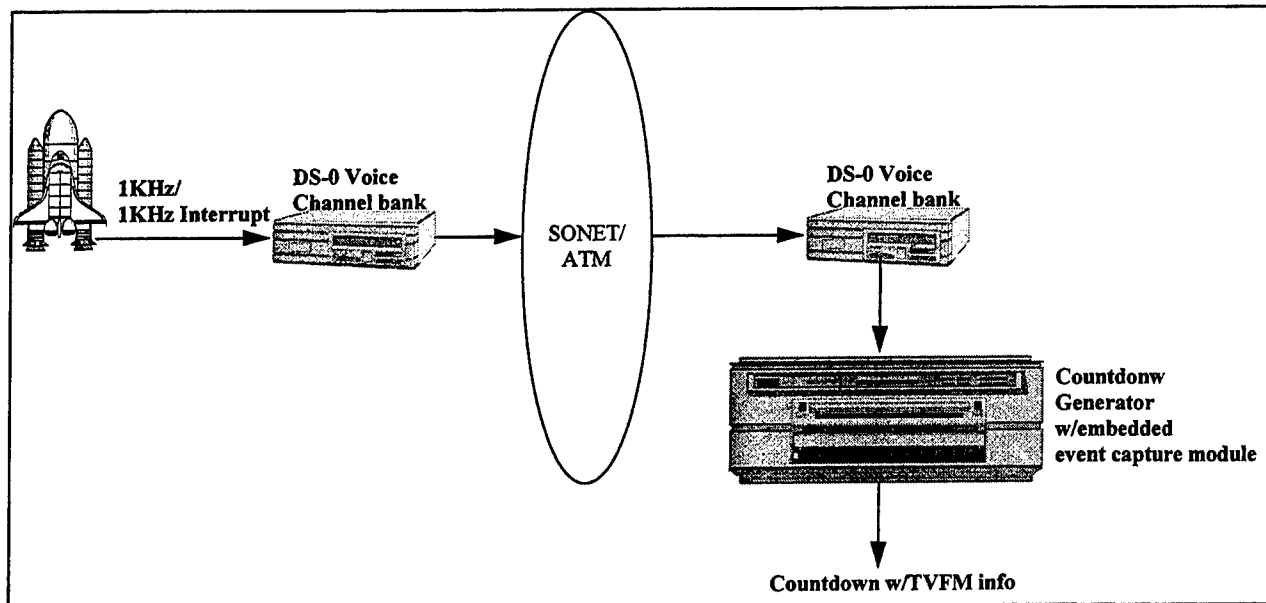 1KHz/
1KHz Interrupt
DS-0 Voice
Channel bank
SONET/
ATM
DS-0 Voice
Channel bank
Countdonw
Generator
w/embedded
event capture module
Countdown w/TVFM info